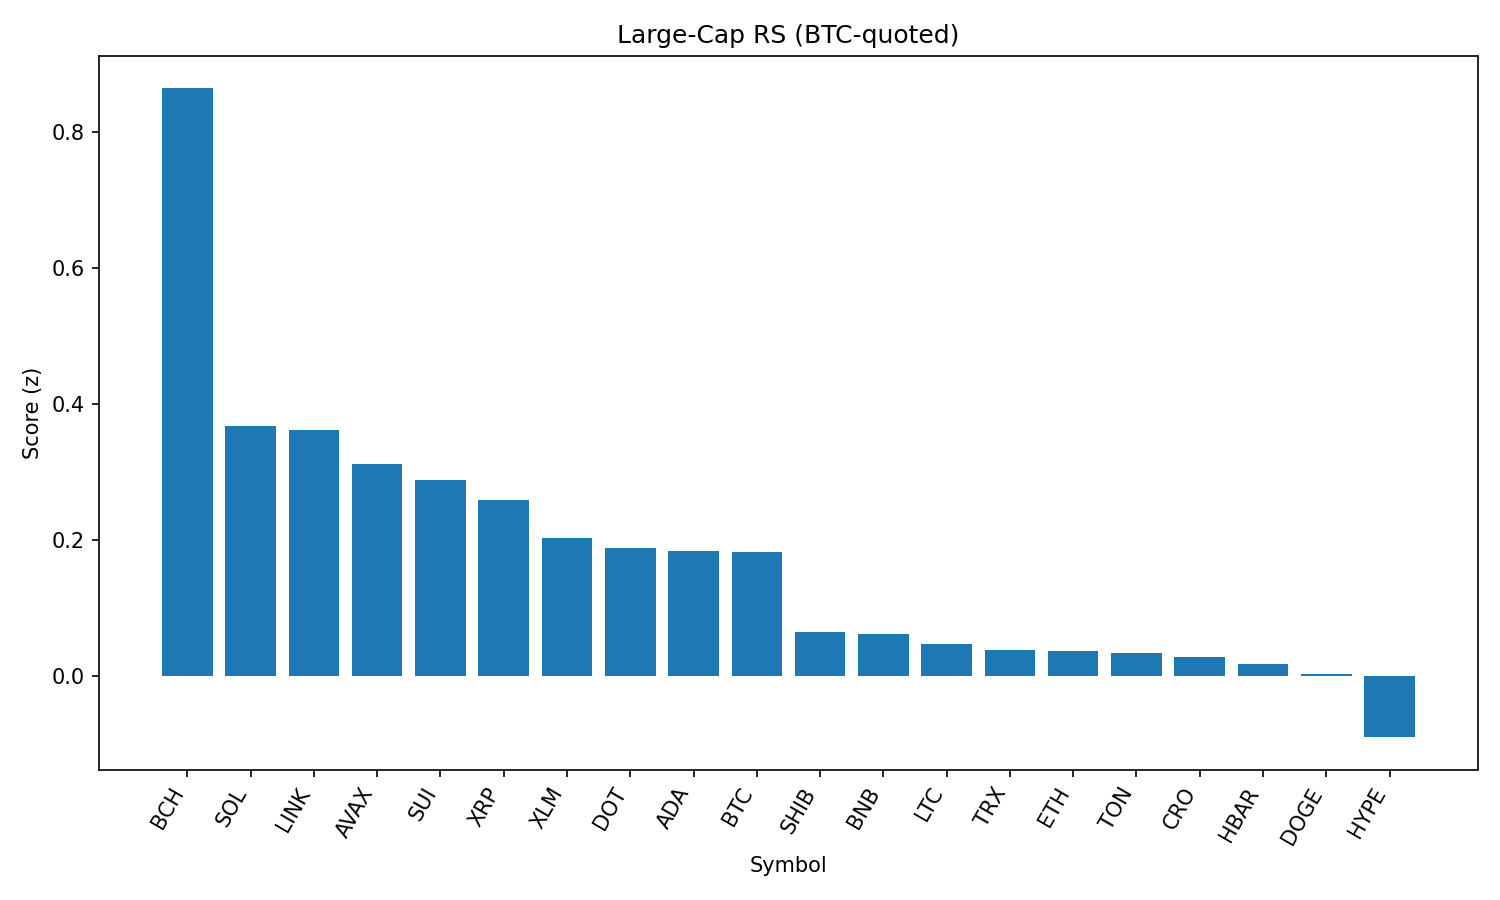 Large-Cap RS (BTC-quoted)
Score (z)
0.8
0.6
0.4
0.2
0.0
BCH
SOL
LINK
AVAX
SUI
XRP
XLM
DOT
ADA
BTC
SHIB
BNB
LTC
TRX
ETH
TON
CRO
HBAR
DOGE
HYPE
Symbol